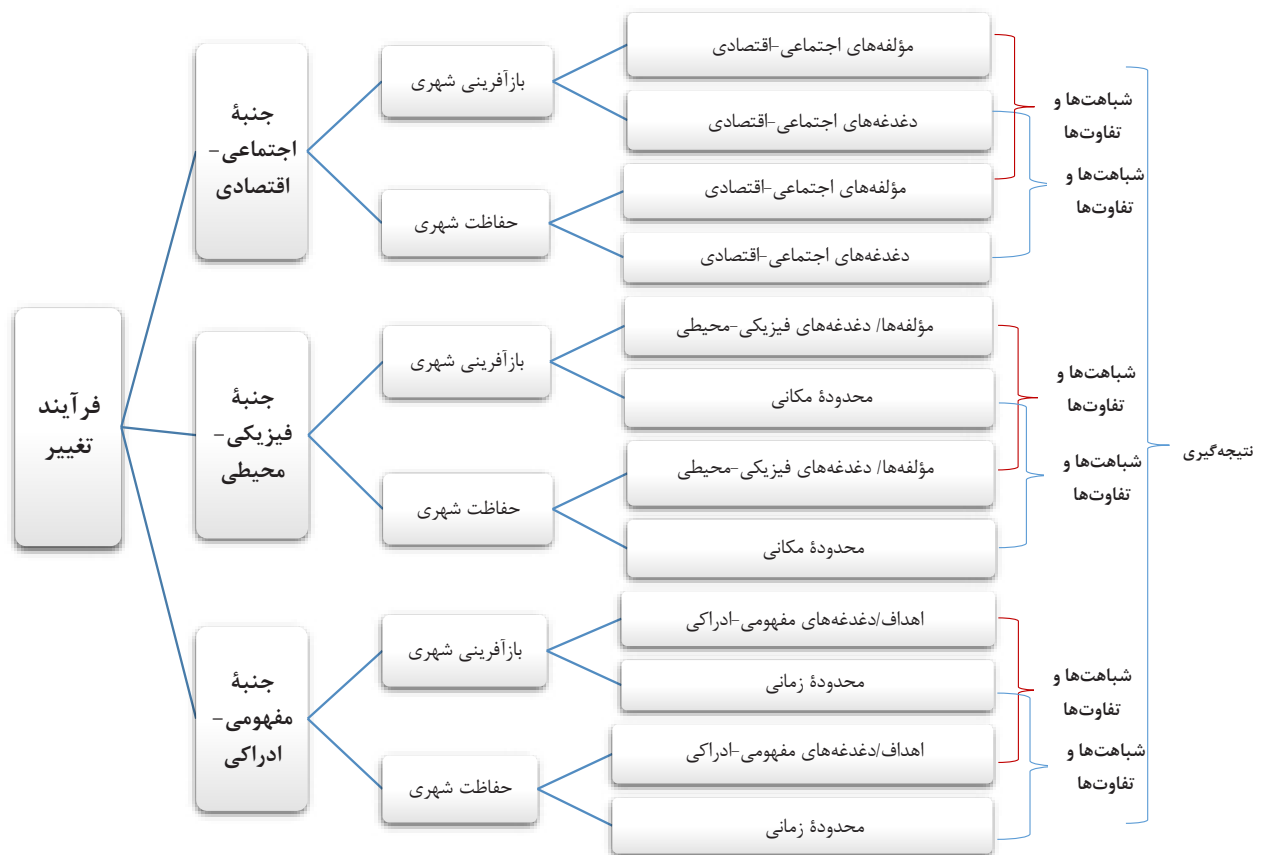 فرآیند
تغییر
جنبهٔ
اجتماعی-
اقتصادی
بازآفرینی شهری
مؤلفه‌های اجتماعی-اقتصادی
دغدغه‌های اجتماعی-اقتصادی
حفاظت شهری
مؤلفه‌های اجتماعی-اقتصادی
دغدغه‌های اجتماعی-اقتصادی
شباهت‌ها و
تفاوت‌ها
شباهت‌ها و
تفاوت‌ها
جنبهٔ
فیزیکی-
محیطی
بازآفرینی شهری
مؤلفه‌ها/ دغدغه‌های فیزیکی-محیطی
محدودهٔ مکانی
حفاظت شهری
مؤلفه‌ها/ دغدغه‌های فیزیکی-محیطی
محدودهٔ مکانی
شباهت‌ها و
تفاوت‌ها
شباهت‌ها و
تفاوت‌ها
جنبهٔ
مفهومی-
ادراکی
بازآفرینی شهری
اهداف/دغدغه‌های مفهومی-ادراکی
محدودهٔ زمانی
حفاظت شهری
اهداف/دغدغه‌های مفهومی-ادراکی
محدودهٔ زمانی
شباهت‌ها و
تفاوت‌ها
شباهت‌ها و
تفاوت‌ها
نتیجه‌گیری